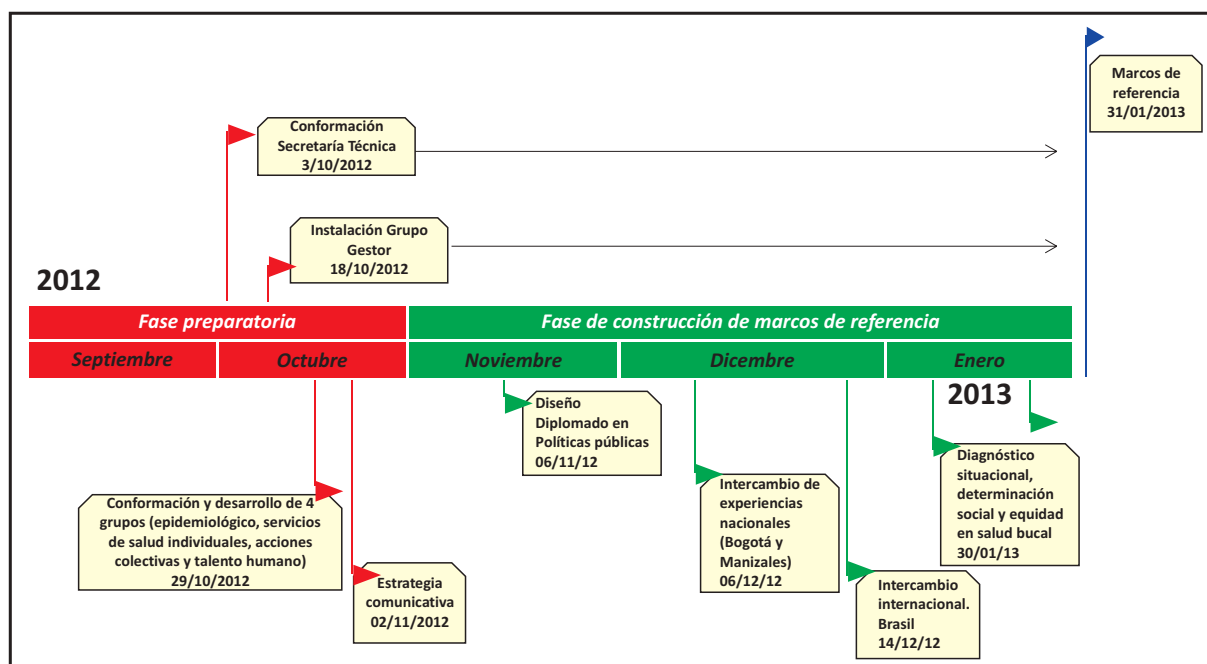 Marcos de
referencia
31/01/2013
Conformación
Secretaría Técnica
3/10/2012
Instalación Grupo
Gestor
18/10/2012
2012
Fase preparatoria
Fase de construcción de marcos de referencia
Septiembre
Octubre
Noviembre
Diciembre
Enero
2013
Diseño
Diplomado en
Políticas públicas
06/11/12
Conformación y desarrollo de 4
grupos (epidemiológico, servicios
de salud individuales, acciones
colectivas y talento humano)
29/10/2012
Estrategia
comunicativa
02/11/2012
Intercambio de
experiencias
nacionales
(Bogotá y
Manizales)
06/12/12
Intercambio
internacional.
Brasil
14/12/12
Diagnóstico
situacional,
determinación
social y equidad
en salud bucal
30/01/13